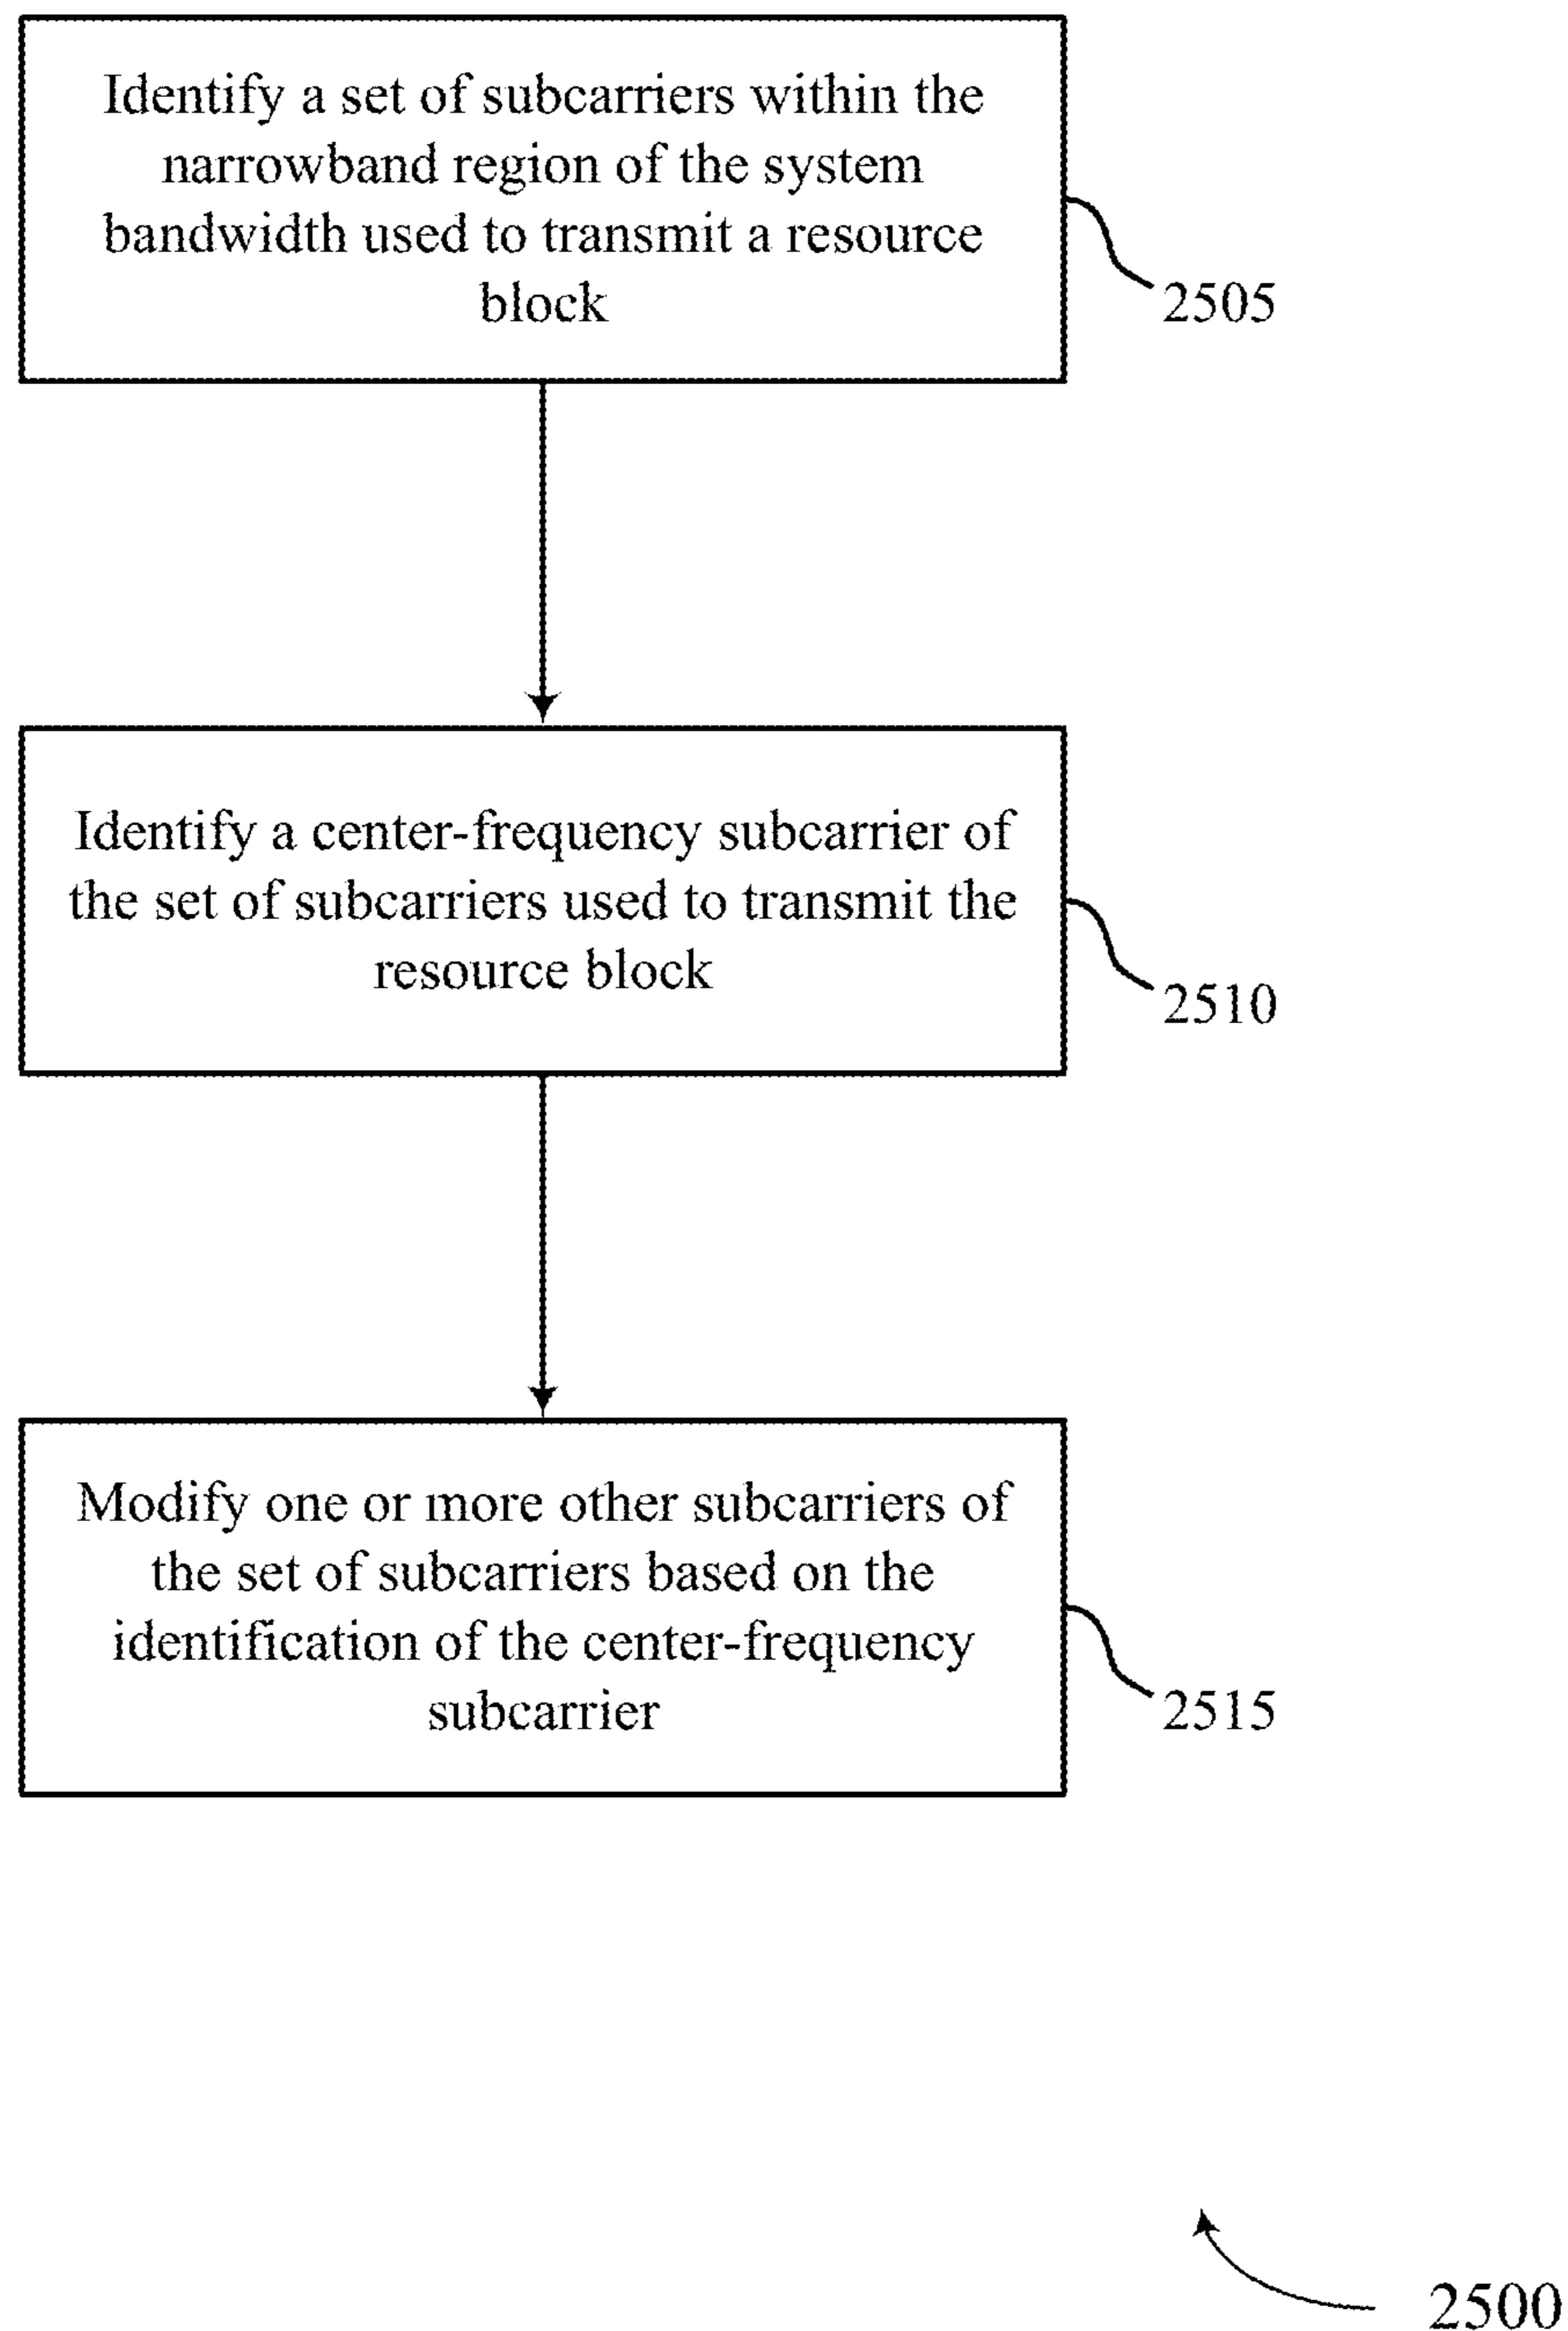 Identify a set of subcarriers within the
narrowband region of the system
bandwidth used to transmit a resource
block
2505
Identify a center-frequency subcarrier of
the set of subcarriers used to transmit the
resource block
2510
Modify one or more other subcarriers of
the set of subcarriers based on the
identification of the center-frequency
subcarrier
2515
2500